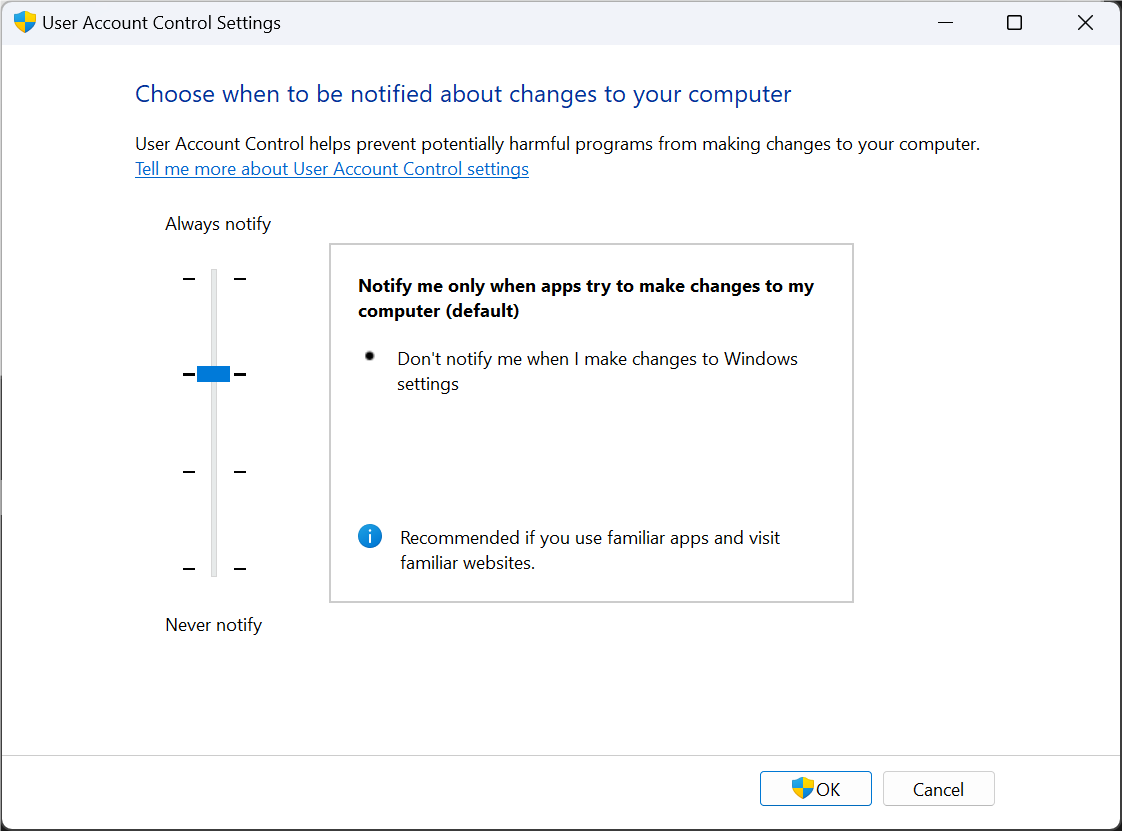 User Account Control Settings
Choose when to be notified about changes to your computer
User Account Control helps prevent potentially harmful programs from making changes to your computer.
Tell me more about User Account Control settings
Always notify
Notify me only when apps try to make changes to my
computer (default)
Don't notify me when I make changes to Windows
settings
Recommended if you use familiar apps and visit
familiar websites.
Never notify
OK
Cancel